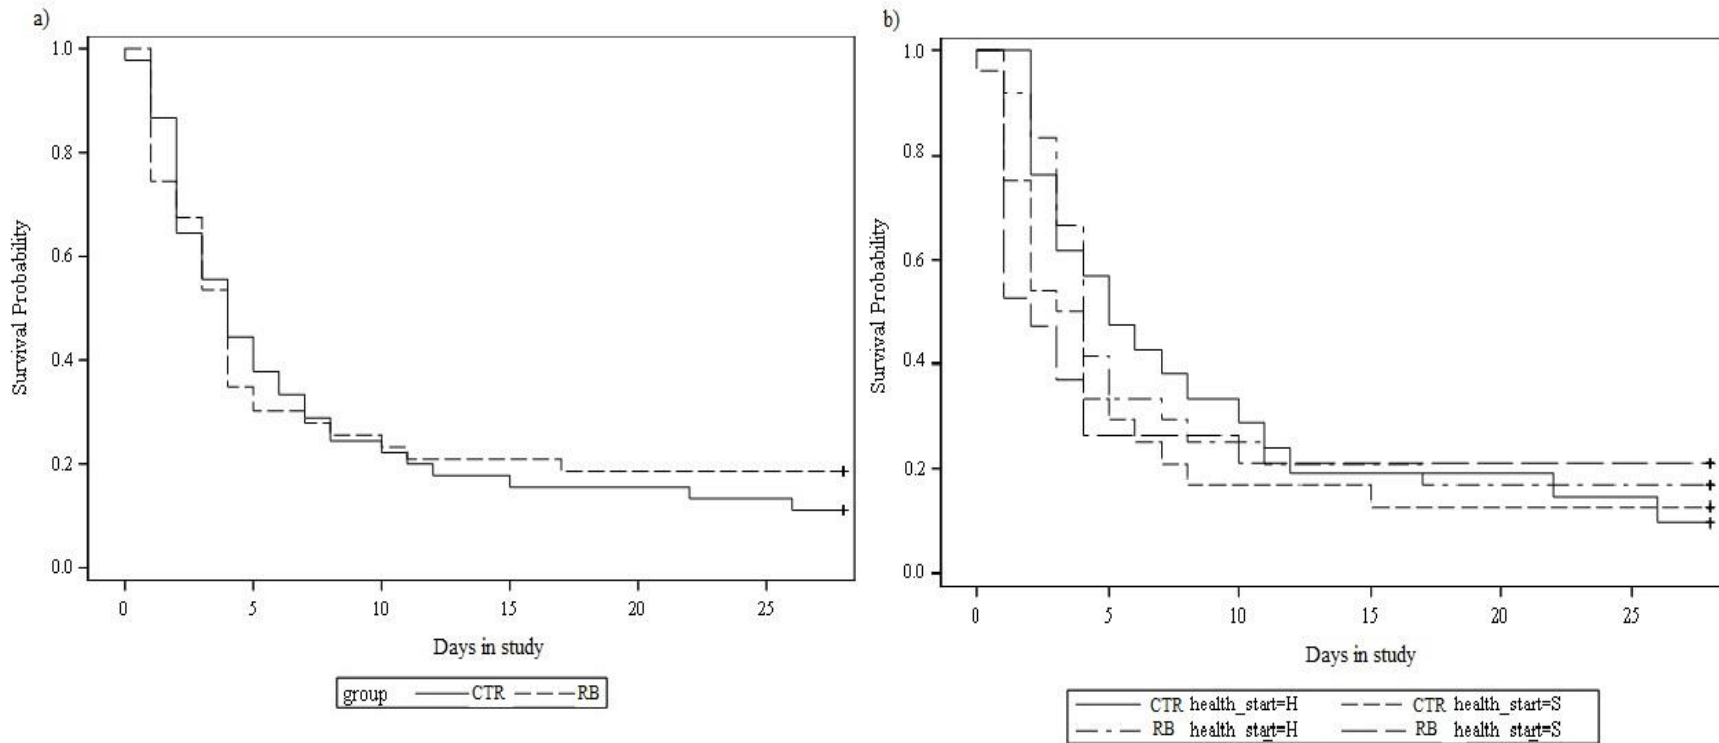 a)
1.0
0.8
0.6
0.4
0.2
0.0
Survival Probability
0 5 10 15 20 25
Days in study
group CTR RB
b)
1.0
0.8
0.6
0.4
0.2
0.0
Survival Probability
0 5 10 15 20 25
Days in study
CTR health_start=H CTR health_start=S
RB health_start=H RB health_start=S